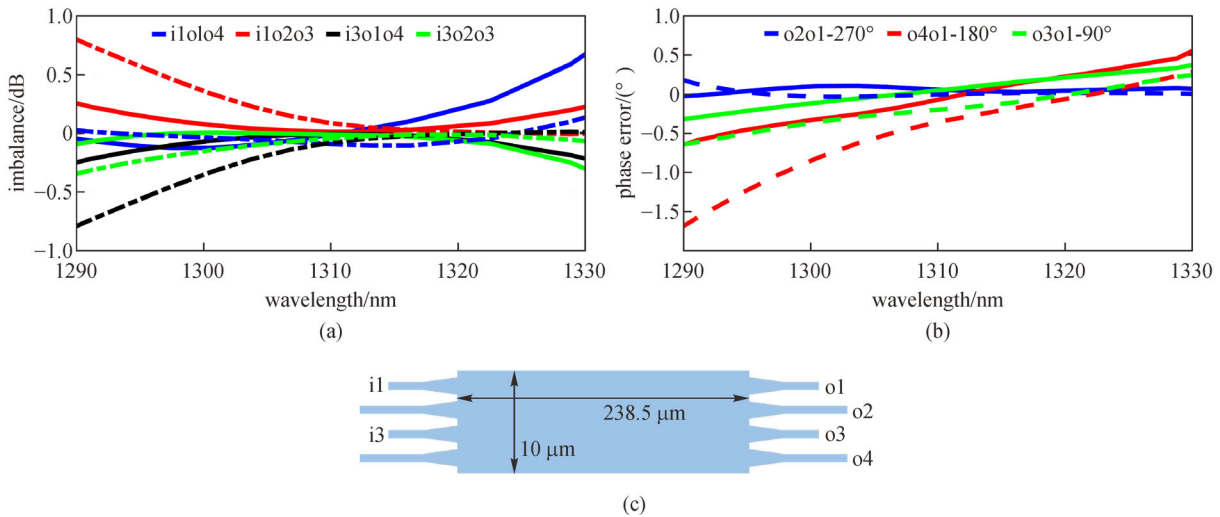 1.0
i1olo4 i1o2o3 i3o1o4 i3o2o3
0.5
0
−0.5
−1.0
imbalance/dB
1290 1300 1310 1320 1330
wavelength/nm
(a)
1.0
o2o1-270° o4o1-180° o3o1-90°
0.5
0
−0.5
−1.0
−1.5
phase error/(°)
1290 1300 1310 1320 1330
wavelength/nm
(b)
i1 o1
238.5 μm o2
i3 o3
10 μm
o4
(c)